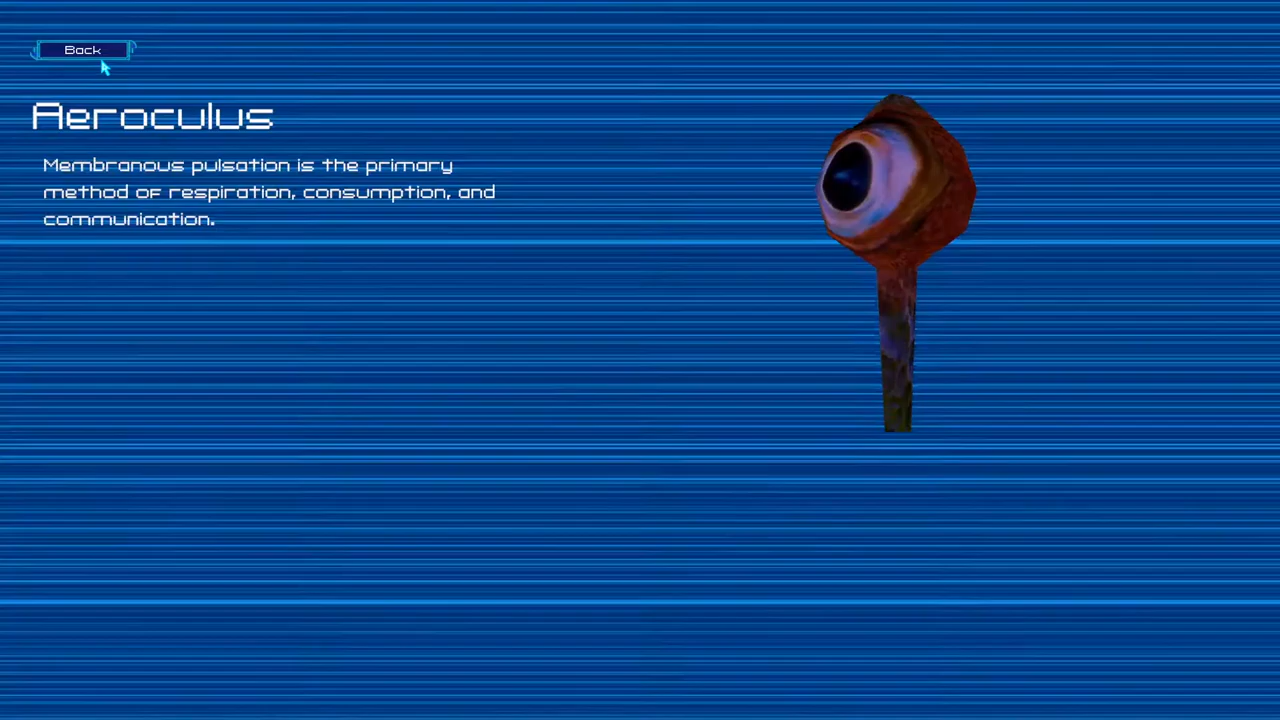 Back
Aeroculus
Membranous pulsation is the primary
method of respiration, consumption, and
communication.